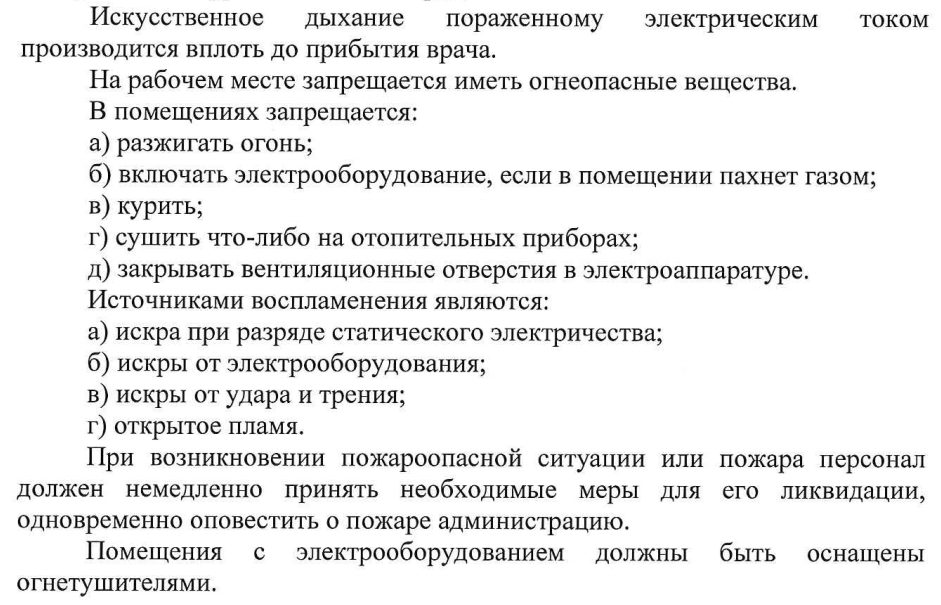 Искусственное дыхание пораженному электрическим током
производится вплоть до прибытия врача.
На рабочем месте запрещается иметь огнеопасные вещества.
В помещениях запрещается:
а) разжигать огонь;
б) включать электрооборудование, если в помещении пахнет газом;
в) курить;
г) сушить что-либо на отопительных приборах;
д) закрывать вентиляционные отверстия в электроаппаратуре.
Источниками воспламенения являются:
а) искра при разряде статического электричества;
б) искры от электрооборудования;
в) искры от удара и трения;
г) открытое пламя.
При возникновении пожароопасной ситуации или пожара персонал
должен немедленно принять необходимые меры для его ликвидации,
одновременно оповестить о пожаре администрацию.
Помещения с электрооборудованием должны быть оснащены
огнетушителями.